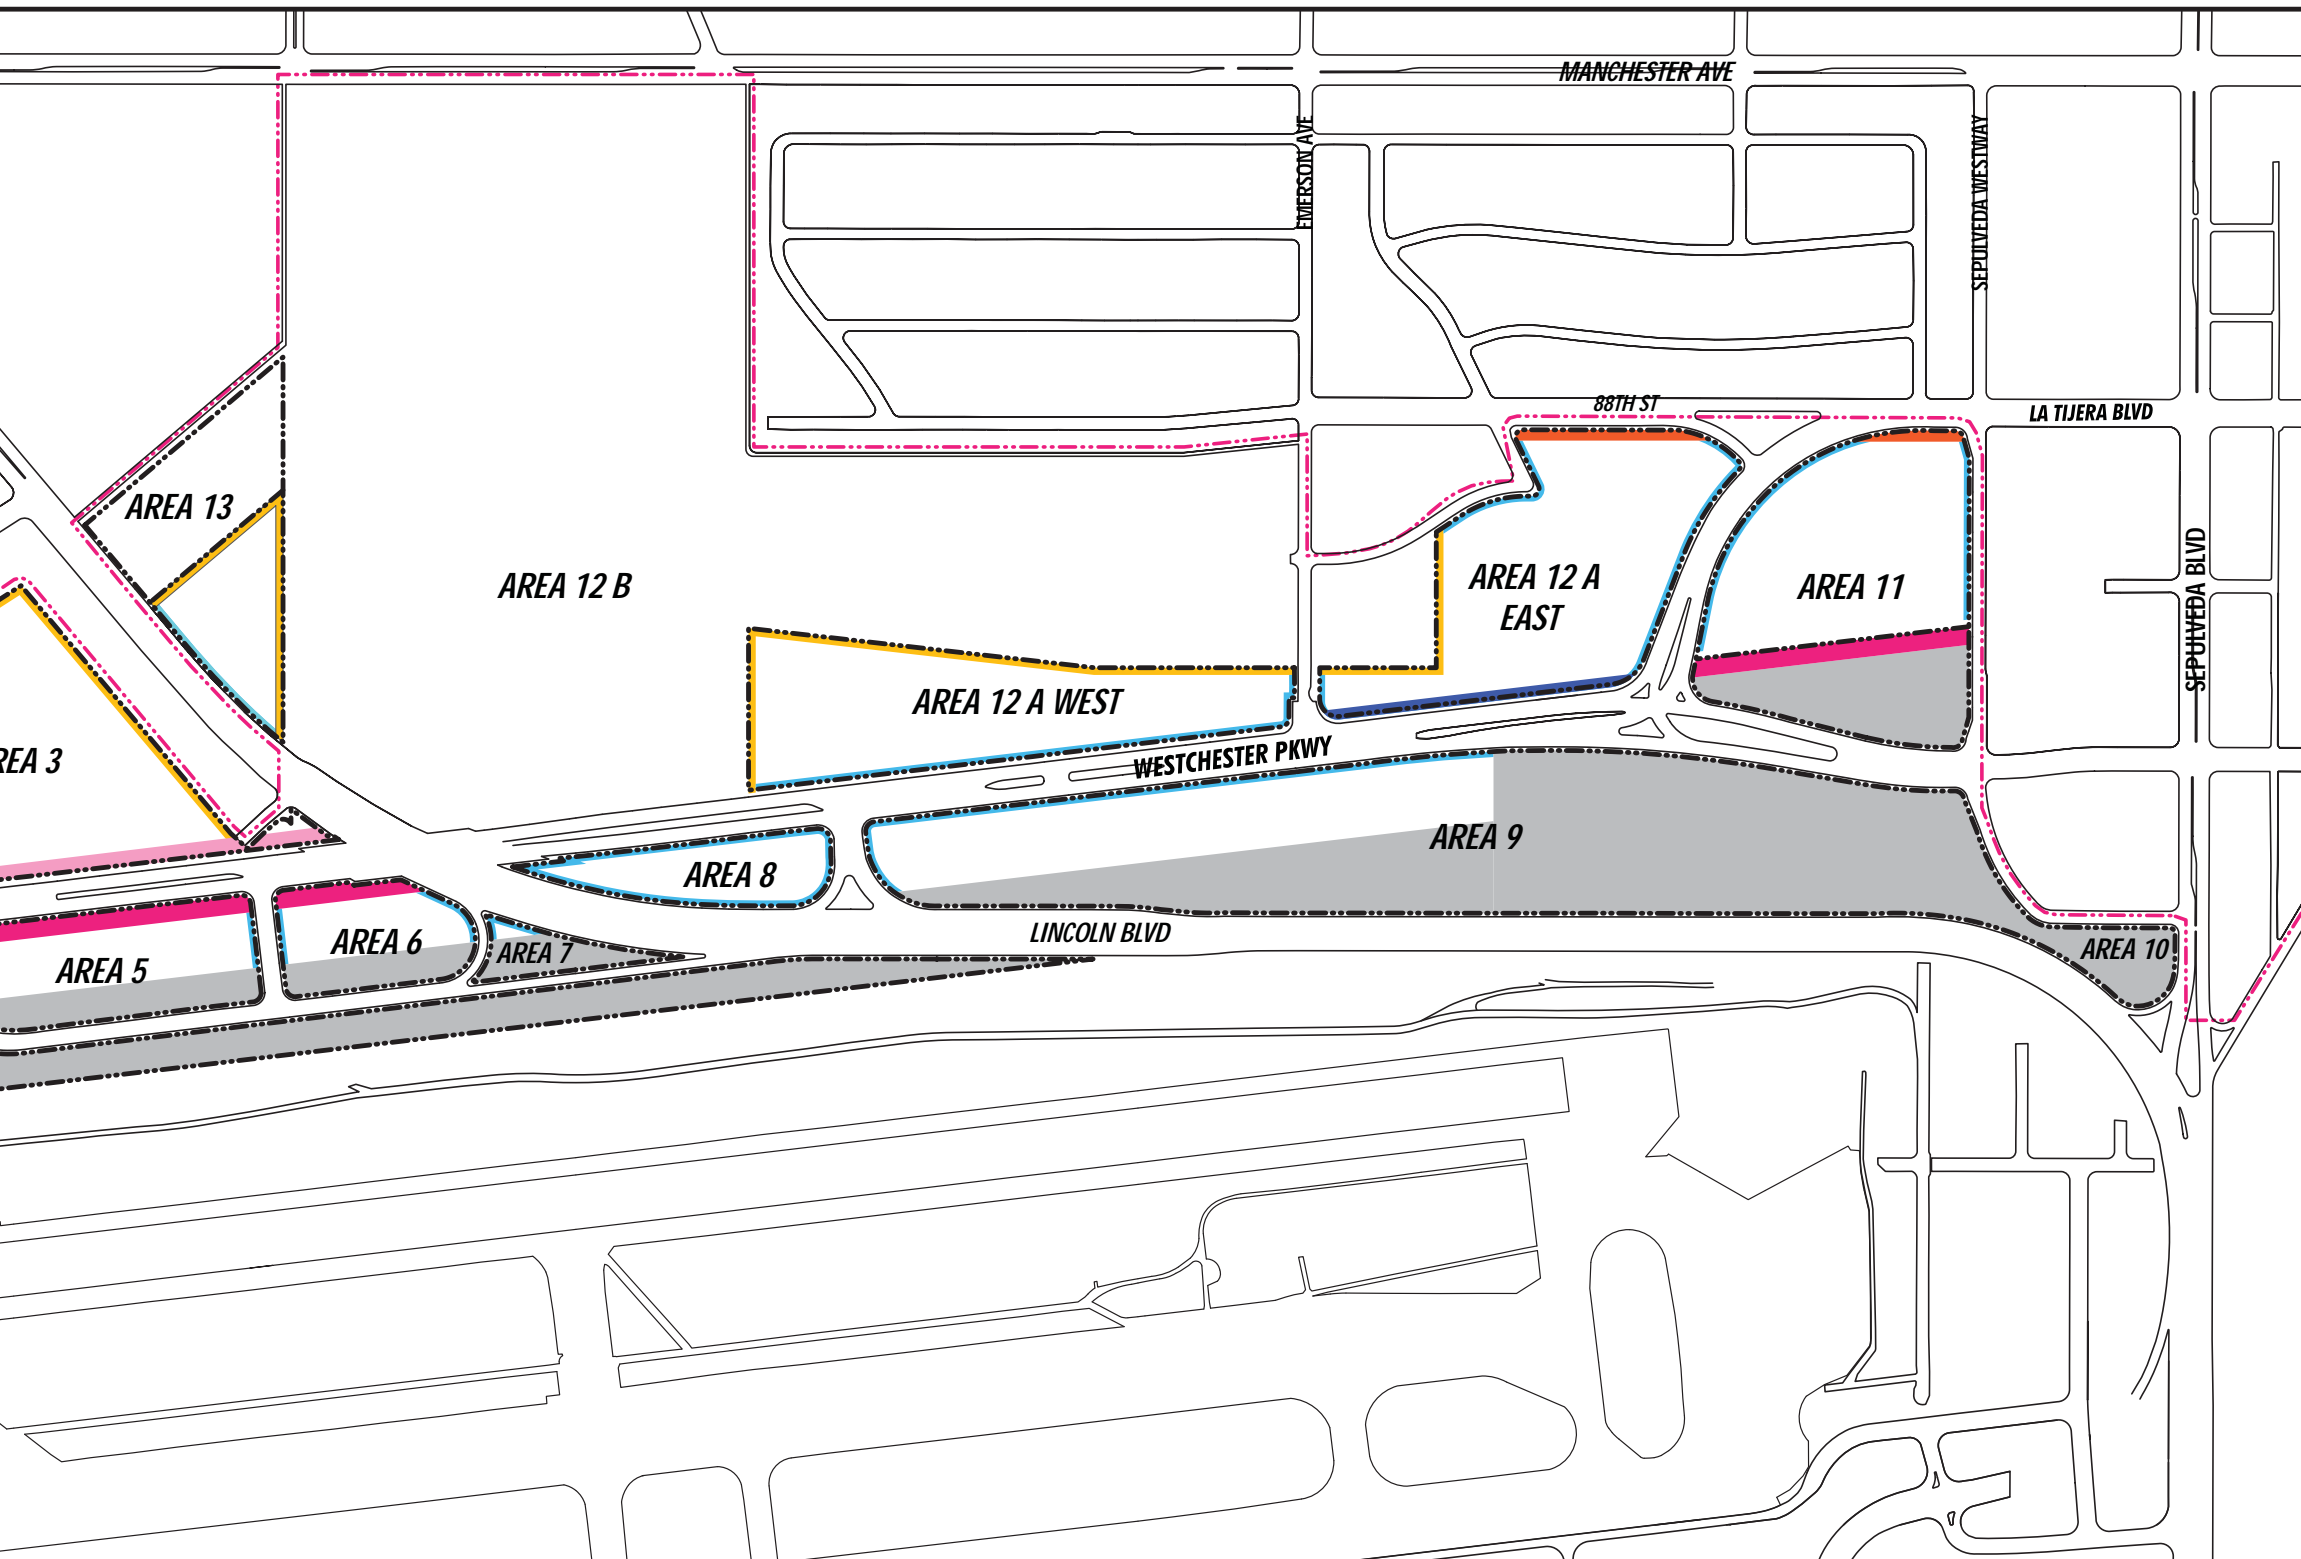 MANCHESTER AVE
EMERSON AVE
SEPULVEDA WESTWAY
88TH ST
LA TIJERA BLVD
AREA 13
AREA 12 B
AREA 12 A
EAST
AREA 11
SEPULVEDA BLVD
AREA 12 A WEST
AREA 3
WESTCHESTER PKWY
AREA 9
AREA 8
AREA 6
AREA 7
LINCOLN BLVD
AREA 10
AREA 5